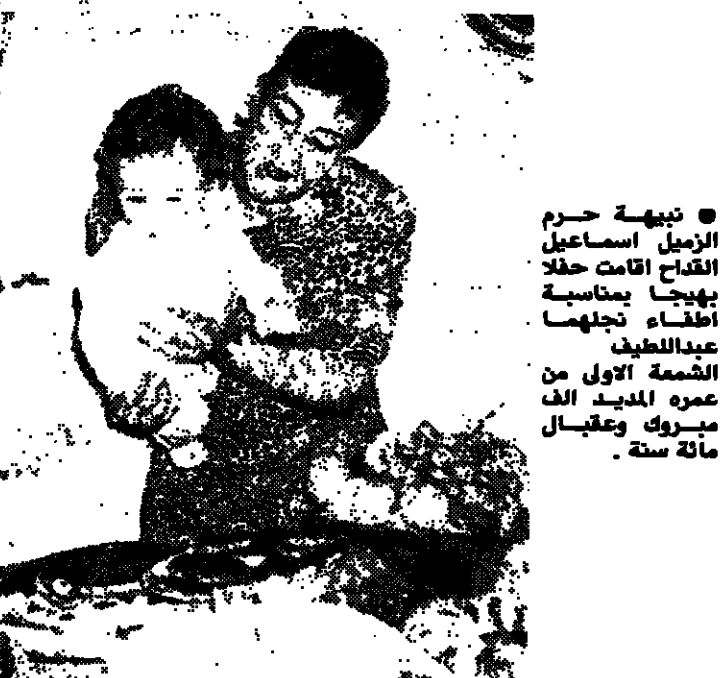 ● نبيهة حرم
الزميل اسماعيل
القداح اقامت حفلا
بهيجا بمناسبة
اطفاء نجلهما
عبداللطيف
الشمعة الاولى من
عمره المديد الف
مبروك وعقبال
مائة سنة .